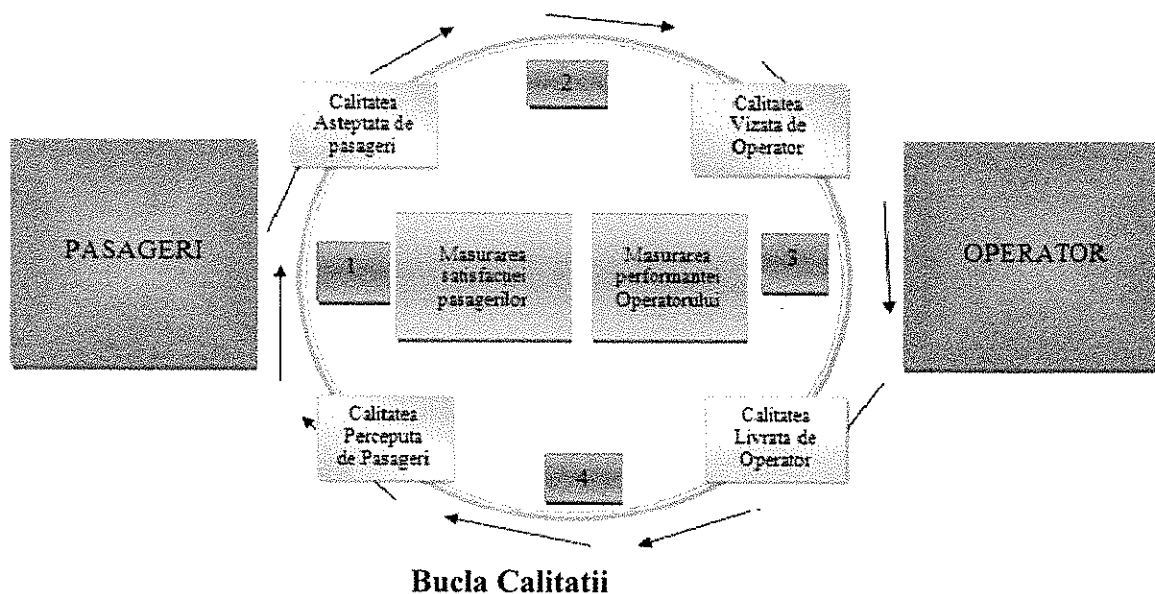 2
Calitatea
Asteptata de
pasageri
Calitatea
Vizata de
Operator
PASAGERI
1
Masurarea
satisfactiei
pasagerilor
Masurarea
performantei
Operatorului
3
OPERATOR
Calitatea
Perceputa
de Pasageri
4
Calitatea
Livrata de
Operator
Bucla Calitatii